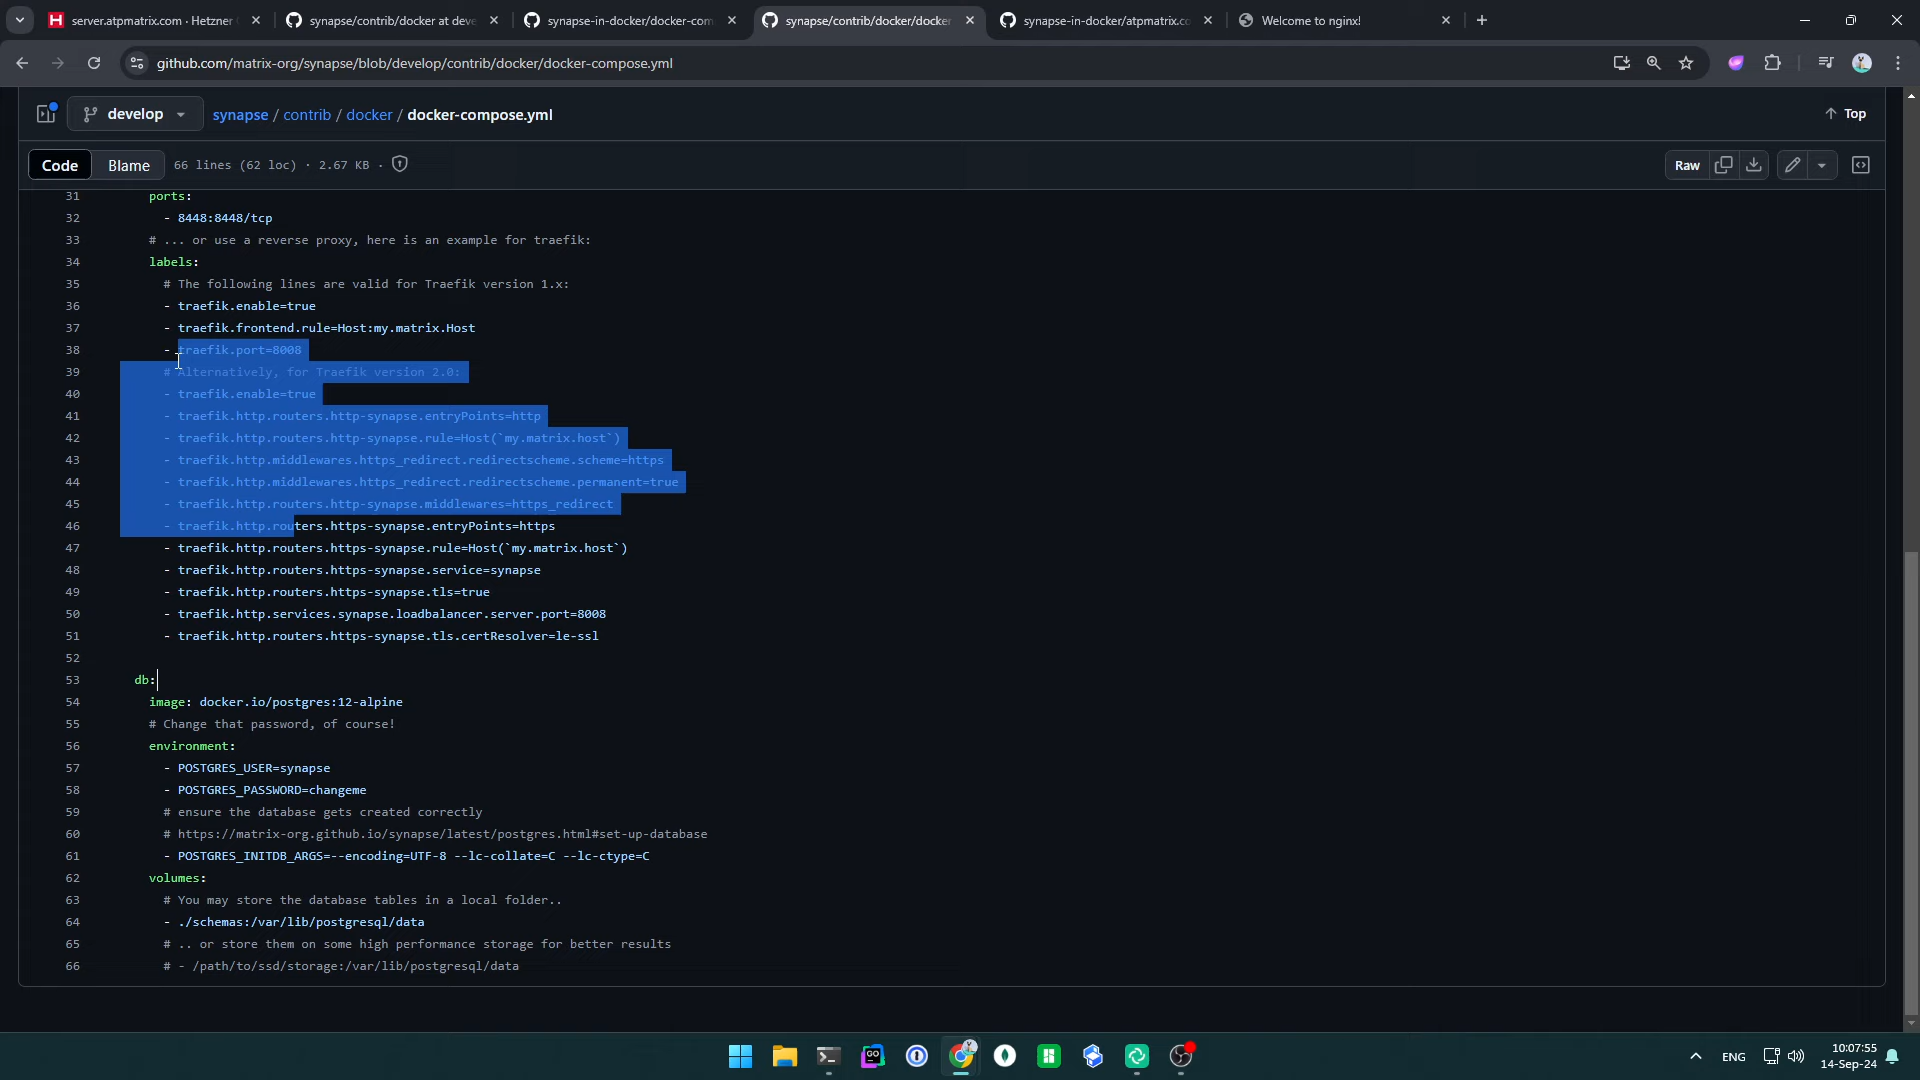 server.atpmatrix.com · Hetzner
synapse/contrib/docker at deve
synapse-in-docker/docker-com
synapse/contrib/docker/docker
synapse-in-docker/atpmatrix.co
Welcome to nginx!
github.com/matrix-org/synapse/blob/develop/contrib/docker/docker-compose.yml
develop
synapse / contrib / docker / docker-compose.yml
Top
Code
Blame
66 lines (62 loc) · 2.67 KB
Raw
31 ports:
32 - 8448:8448/tcp
33 # ... or use a reverse proxy, here is an example for traefik:
34 labels:
35 # The following lines are valid for Traefik version 1.x:
36 - traefik.enable=true
37 - traefik.frontend.rule=Host:my.matrix.Host
38 - traefik.port=8008
39 # Alternatively, for Traefik version 2.0:
40 - traefik.enable=true
41 - traefik.http.routers.http-synapse.entryPoints=http
42 - traefik.http.routers.http-synapse.rule=Host(`my.matrix.host`)
43 - traefik.http.middlewares.https_redirect.redirectscheme.scheme=https
44 - traefik.http.middlewares.https_redirect.redirectscheme.permanent=true
45 - traefik.http.routers.http-synapse.middlewares=https_redirect
46 - traefik.http.routers.https-synapse.entryPoints=https
47 - traefik.http.routers.https-synapse.rule=Host(`my.matrix.host`)
48 - traefik.http.routers.https-synapse.service=synapse
49 - traefik.http.routers.https-synapse.tls=true
50 - traefik.http.services.synapse.loadbalancer.server.port=8008
51 - traefik.http.routers.https-synapse.tls.certResolver=le-ssl
52
53 db:
54 image: docker.io/postgres:12-alpine
55 # Change that password, of course!
56 environment:
57 - POSTGRES_USER=synapse
58 - POSTGRES_PASSWORD=changeme
59 # ensure the database gets created correctly
60 # https://matrix-org.github.io/synapse/latest/postgres.html#set-up-database
61 - POSTGRES_INITDB_ARGS=--encoding=UTF-8 --lc-collate=C --lc-ctype=C
62 volumes:
63 # You may store the database tables in a local folder..
64 - ./schemas:/var/lib/postgresql/data
65 # .. or store them on some high performance storage for better results
66 # - /path/to/ssd/storage:/var/lib/postgresql/data
GO
ENG
10:07:55
14-Sep-24